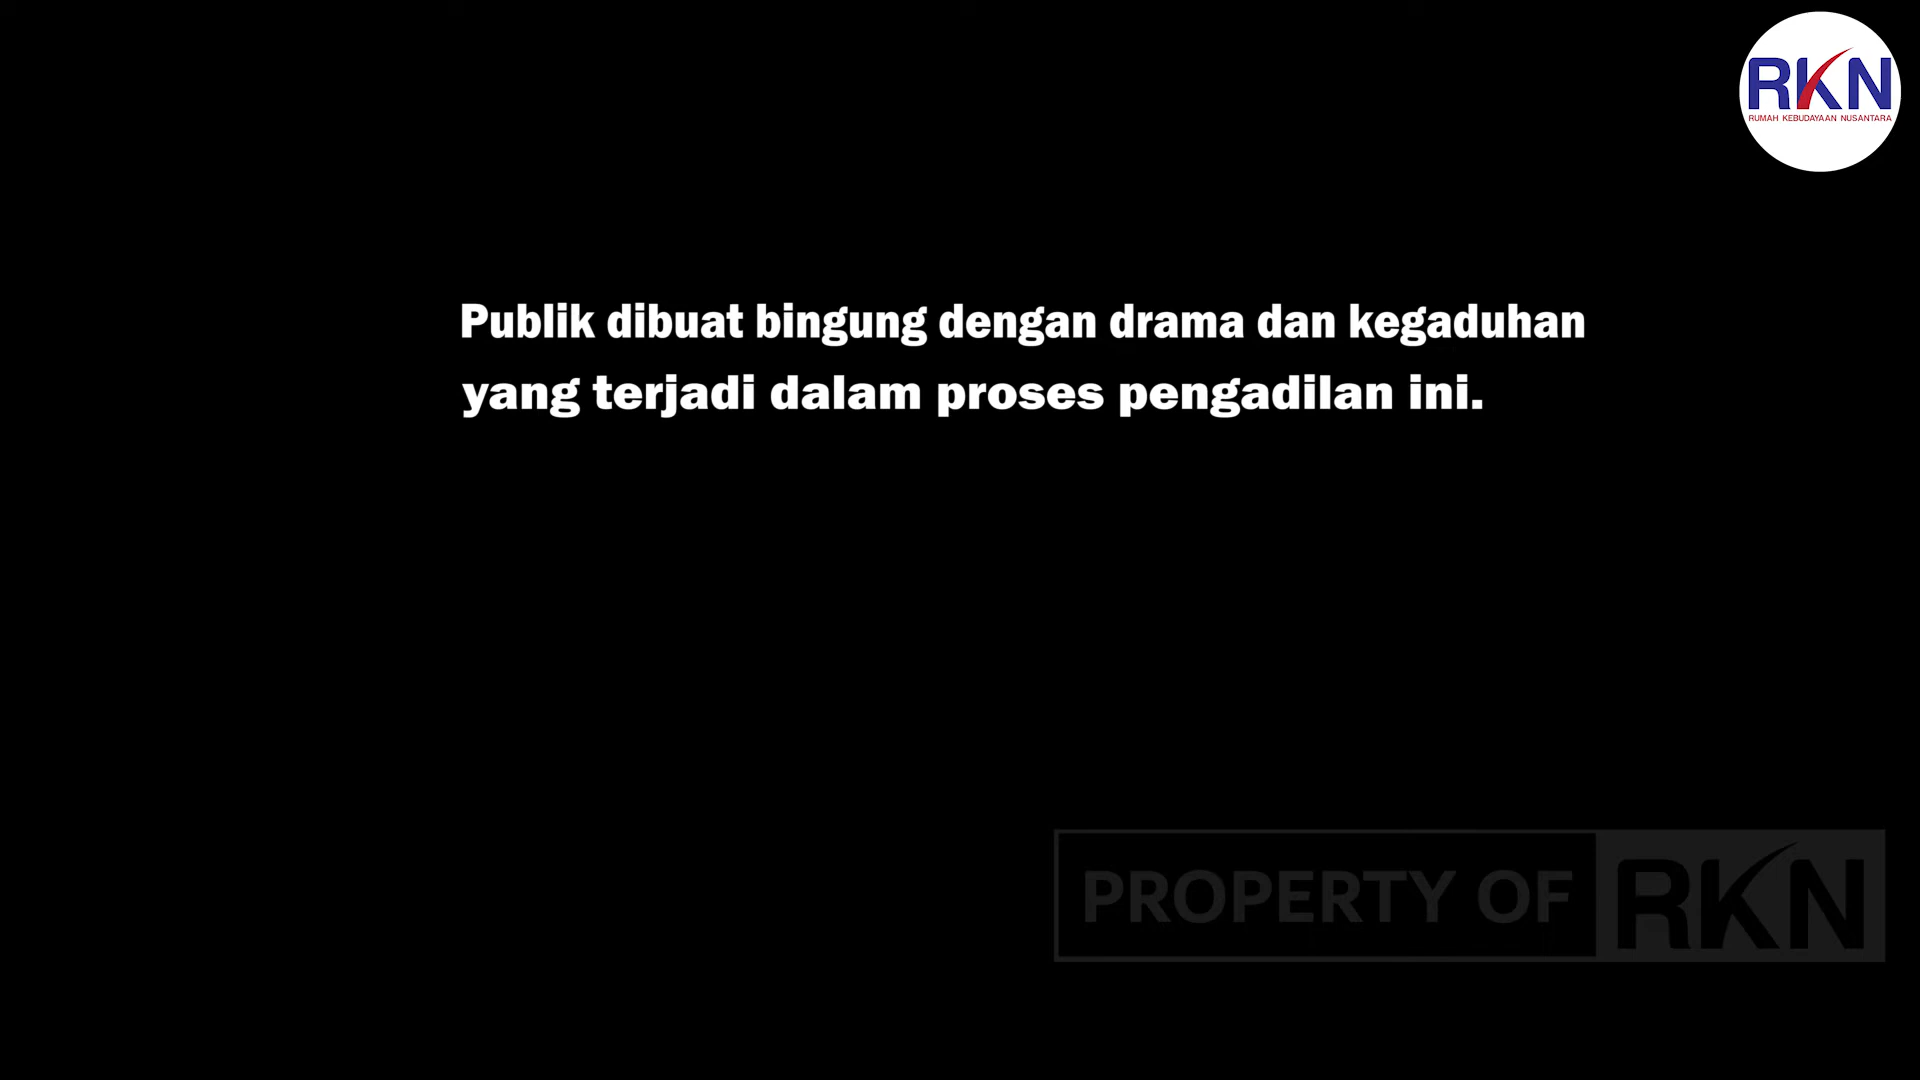 RKN
RUMAH KEBUDAYAAN NUSANTARA
Publik dibuat bingung dengan drama dan kegaduhan
yang terjadi dalam proses pengadilan ini.
PROPERTY OF RKN